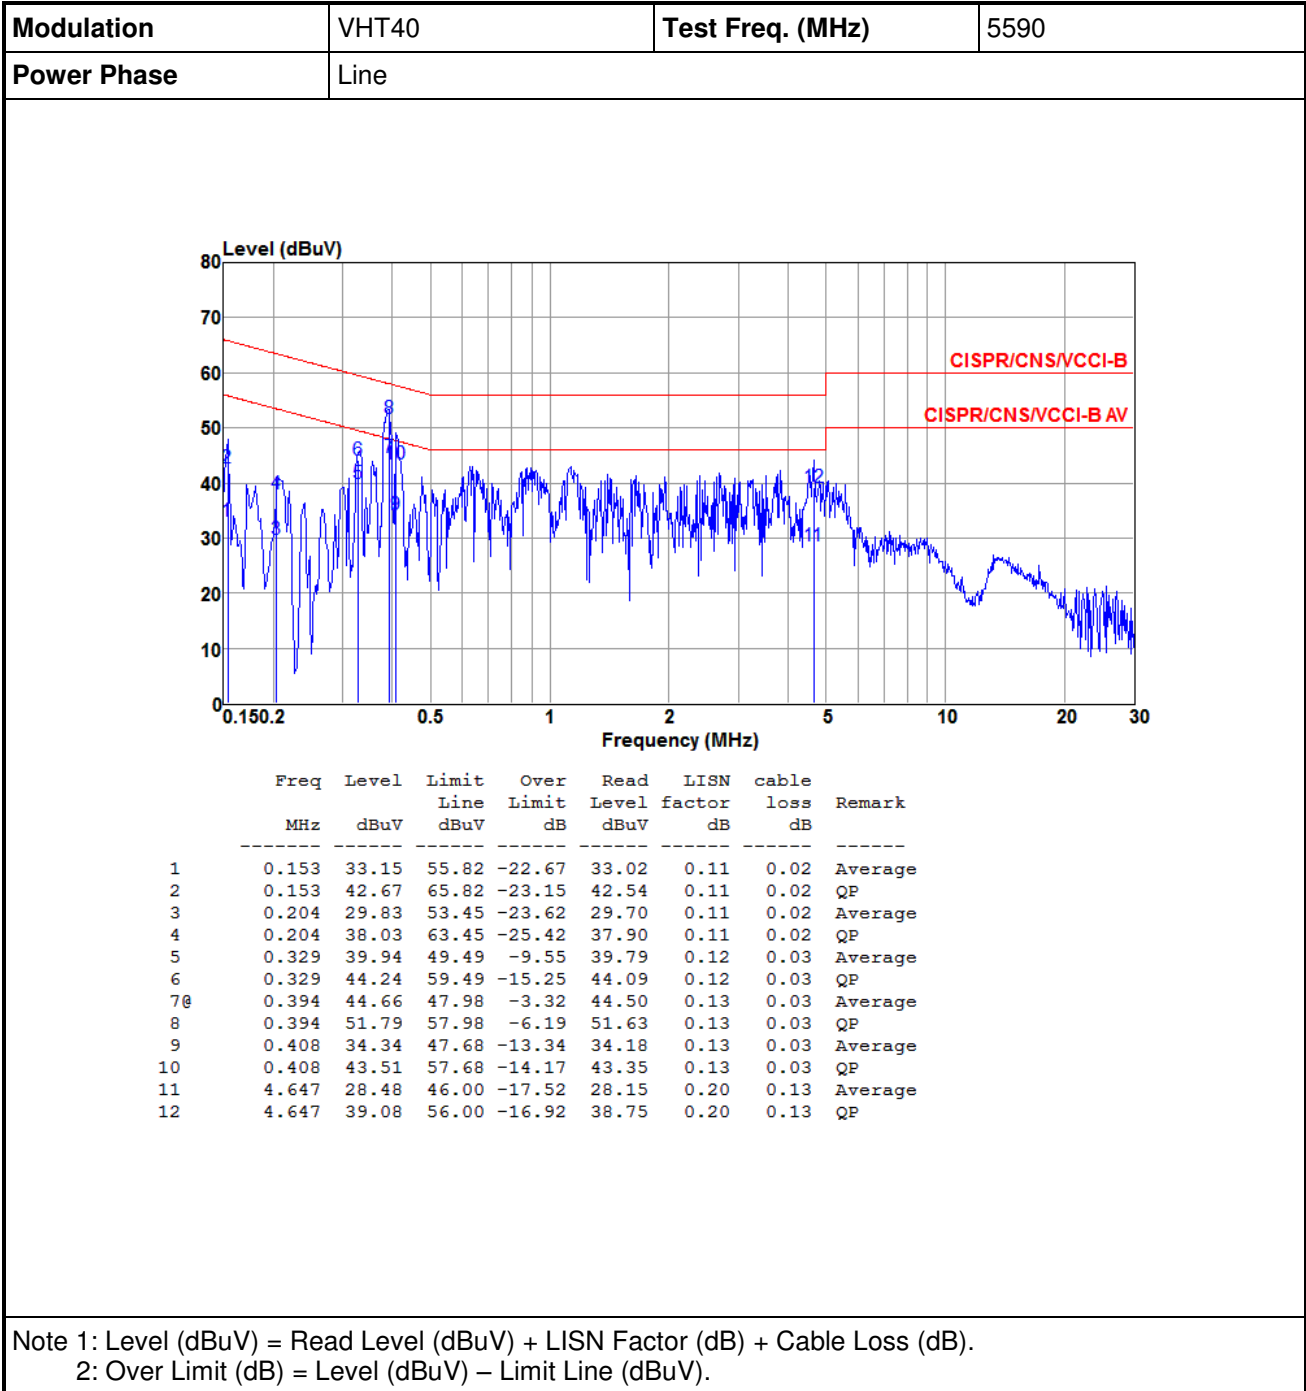 Modulation VHT40 Test Freq. (MHz) 5590
Power Phase Line
Level (dBuV)
80
70
60
50
40
30
20
10
0
CISPR/CNS/VCCI-B
CISPR/CNS/VCCI-B AV
2
4
3
6
5
8
9
12
11
0.150.2 0.5 1 2 5 10 20 30
Frequency (MHz)
Freq Level Limit Over Read LISN cable
Line Limit Level factor loss Remark
MHz dBuV dBuV dB dBuV dB dB
------- ------ ------ ------ ------ ------ ------ ------
1 0.153 33.15 55.82 -22.67 33.02 0.11 0.02 Average
2 0.153 42.67 65.82 -23.15 42.54 0.11 0.02 QP
3 0.204 29.83 53.45 -23.62 29.70 0.11 0.02 Average
4 0.204 38.03 63.45 -25.42 37.90 0.11 0.02 QP
5 0.329 39.94 49.49 -9.55 39.79 0.12 0.03 Average
6 0.329 44.24 59.49 -15.25 44.09 0.12 0.03 QP
7@ 0.394 44.66 47.98 -3.32 44.50 0.13 0.03 Average
8 0.394 51.79 57.98 -6.19 51.63 0.13 0.03 QP
9 0.408 34.34 47.68 -13.34 34.18 0.13 0.03 Average
10 0.408 43.51 57.68 -14.17 43.35 0.13 0.03 QP
11 4.647 28.48 46.00 -17.52 28.15 0.20 0.13 Average
12 4.647 39.08 56.00 -16.92 38.75 0.20 0.13 QP
Note 1: Level (dBuV) = Read Level (dBuV) + LISN Factor (dB) + Cable Loss (dB).
2: Over Limit (dB) = Level (dBuV) – Limit Line (dBuV).